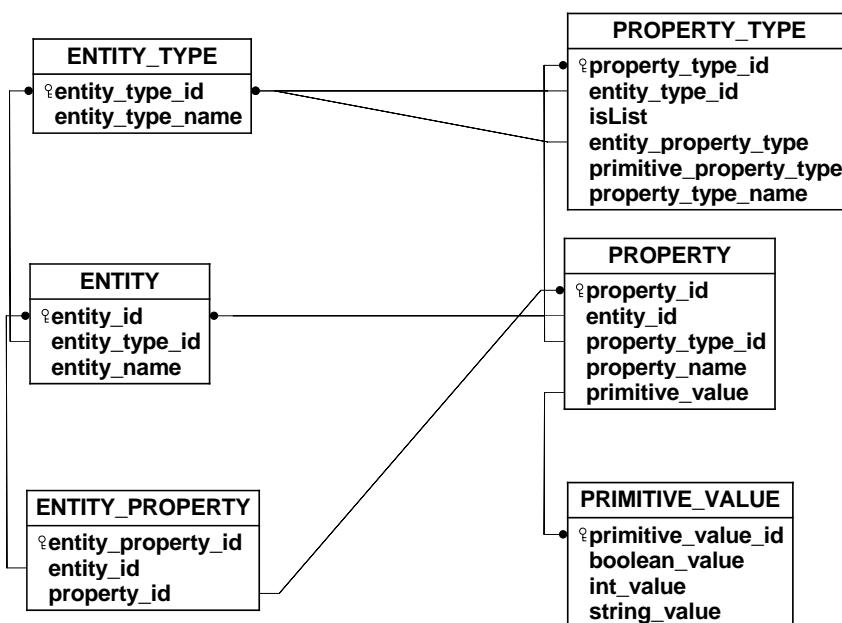 ENTITY_TYPE
entity_type_id
entity_type_name
PROPERTY_TYPE
property_type_id
entity_type_id
isList
entity_property_type
primitive_property_type
property_type_name
ENTITY
entity_id
entity_type_id
entity_name
PROPERTY
property_id
entity_id
property_type_id
property_name
primitive_value
ENTITY_PROPERTY
entity_property_id
entity_id
property_id
PRIMITIVE_VALUE
primitive_value_id
boolean_value
int_value
string_value